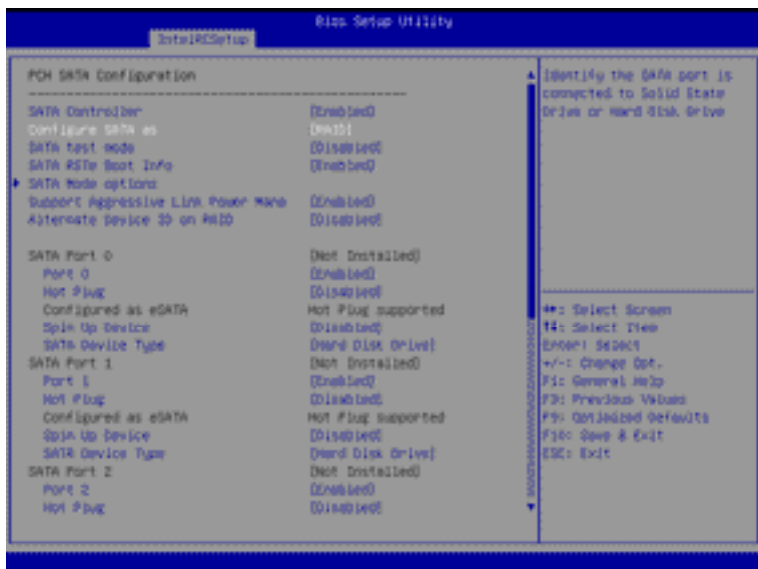 Bios Setup Utility
IntelRCSetup
PCH SATA Configuration
SATA Controller [Enabled]
Configure SATA as [RAID]
SATA test mode [Disabled]
SATA RSTe Boot Info [Enabled]
SATA Mode options
Support Aggressive Link Power Mana [Enabled]
Alternate Device ID on RAID [Disabled]
SATA Port 0 [Not Installed]
Port 0 [Enabled]
Hot Plug [Disabled]
Configured as eSATA Hot Plug supported
Spin Up Device [Disabled]
SATA Device Type [Hard Disk Drive]
SATA Port 1 [Not Installed]
Port 1 [Enabled]
Hot Plug [Disabled]
Configured as eSATA Hot Plug supported
Spin Up Device [Disabled]
SATA Device Type [Hard Disk Drive]
SATA Port 2 [Not Installed]
Port 2 [Enabled]
Hot Plug [Disabled]
Identify the SATA port is
connected to Solid State
Drive or Hard Disk Drive
→←: Select Screen
↑↓: Select Item
Enter: Select
+/-: Change Opt.
F1: General Help
F3: Previous Values
F9: Optimized Defaults
F10: Save & Exit
ESC: Exit